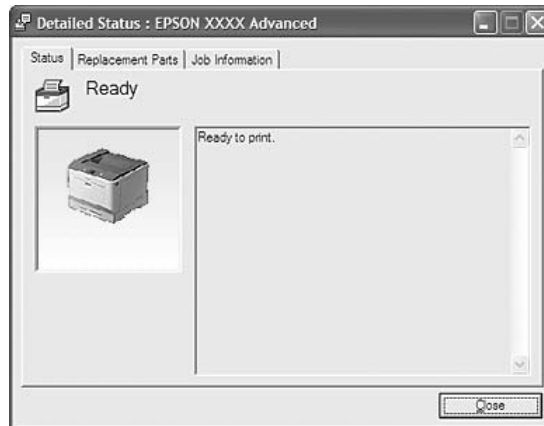 Detailed Status : EPSON XXXX Advanced
Status Replacement Parts Job Information
Ready
Ready to print.
Close